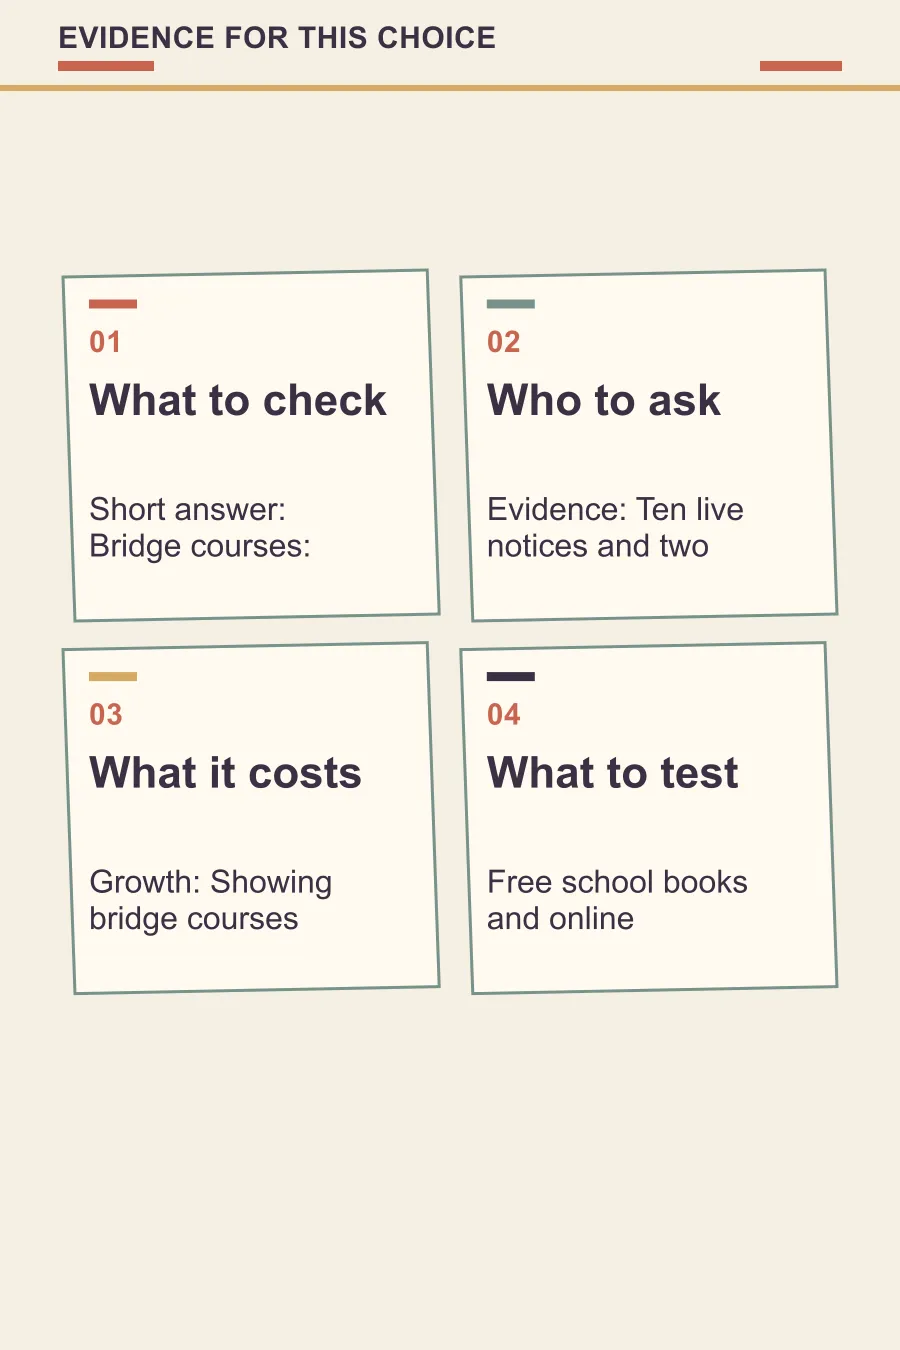 EVIDENCE FOR THIS CHOICE
01
What to check
Short answer:
Bridge courses:
02
Who to ask
Evidence: Ten live
notices and two
03
What it costs
Growth: Showing
bridge courses
04
What to test
Free school books
and online